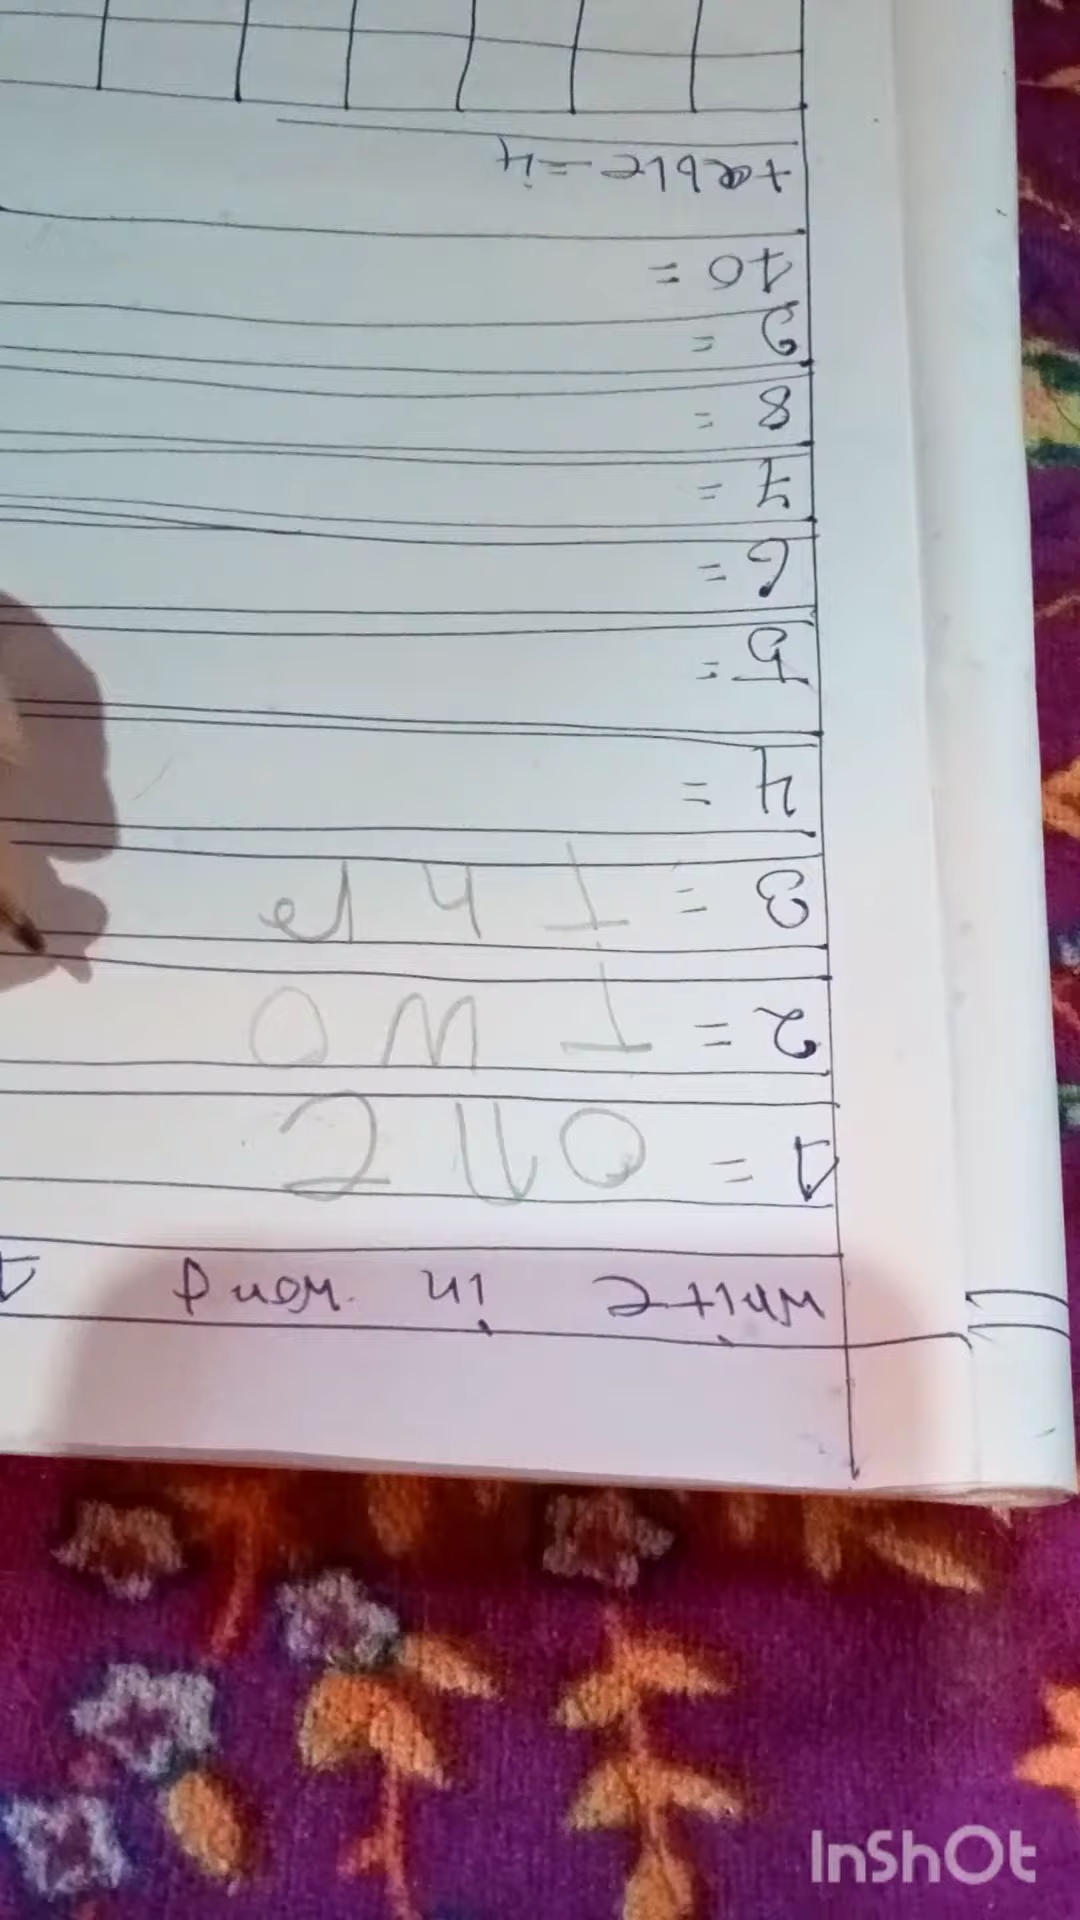 write in word. 1
1 = One
2 = Two
3 = Thre
4 =
5 =
6 =
7 =
8 =
9 =
10 =
table = 4
InShOt